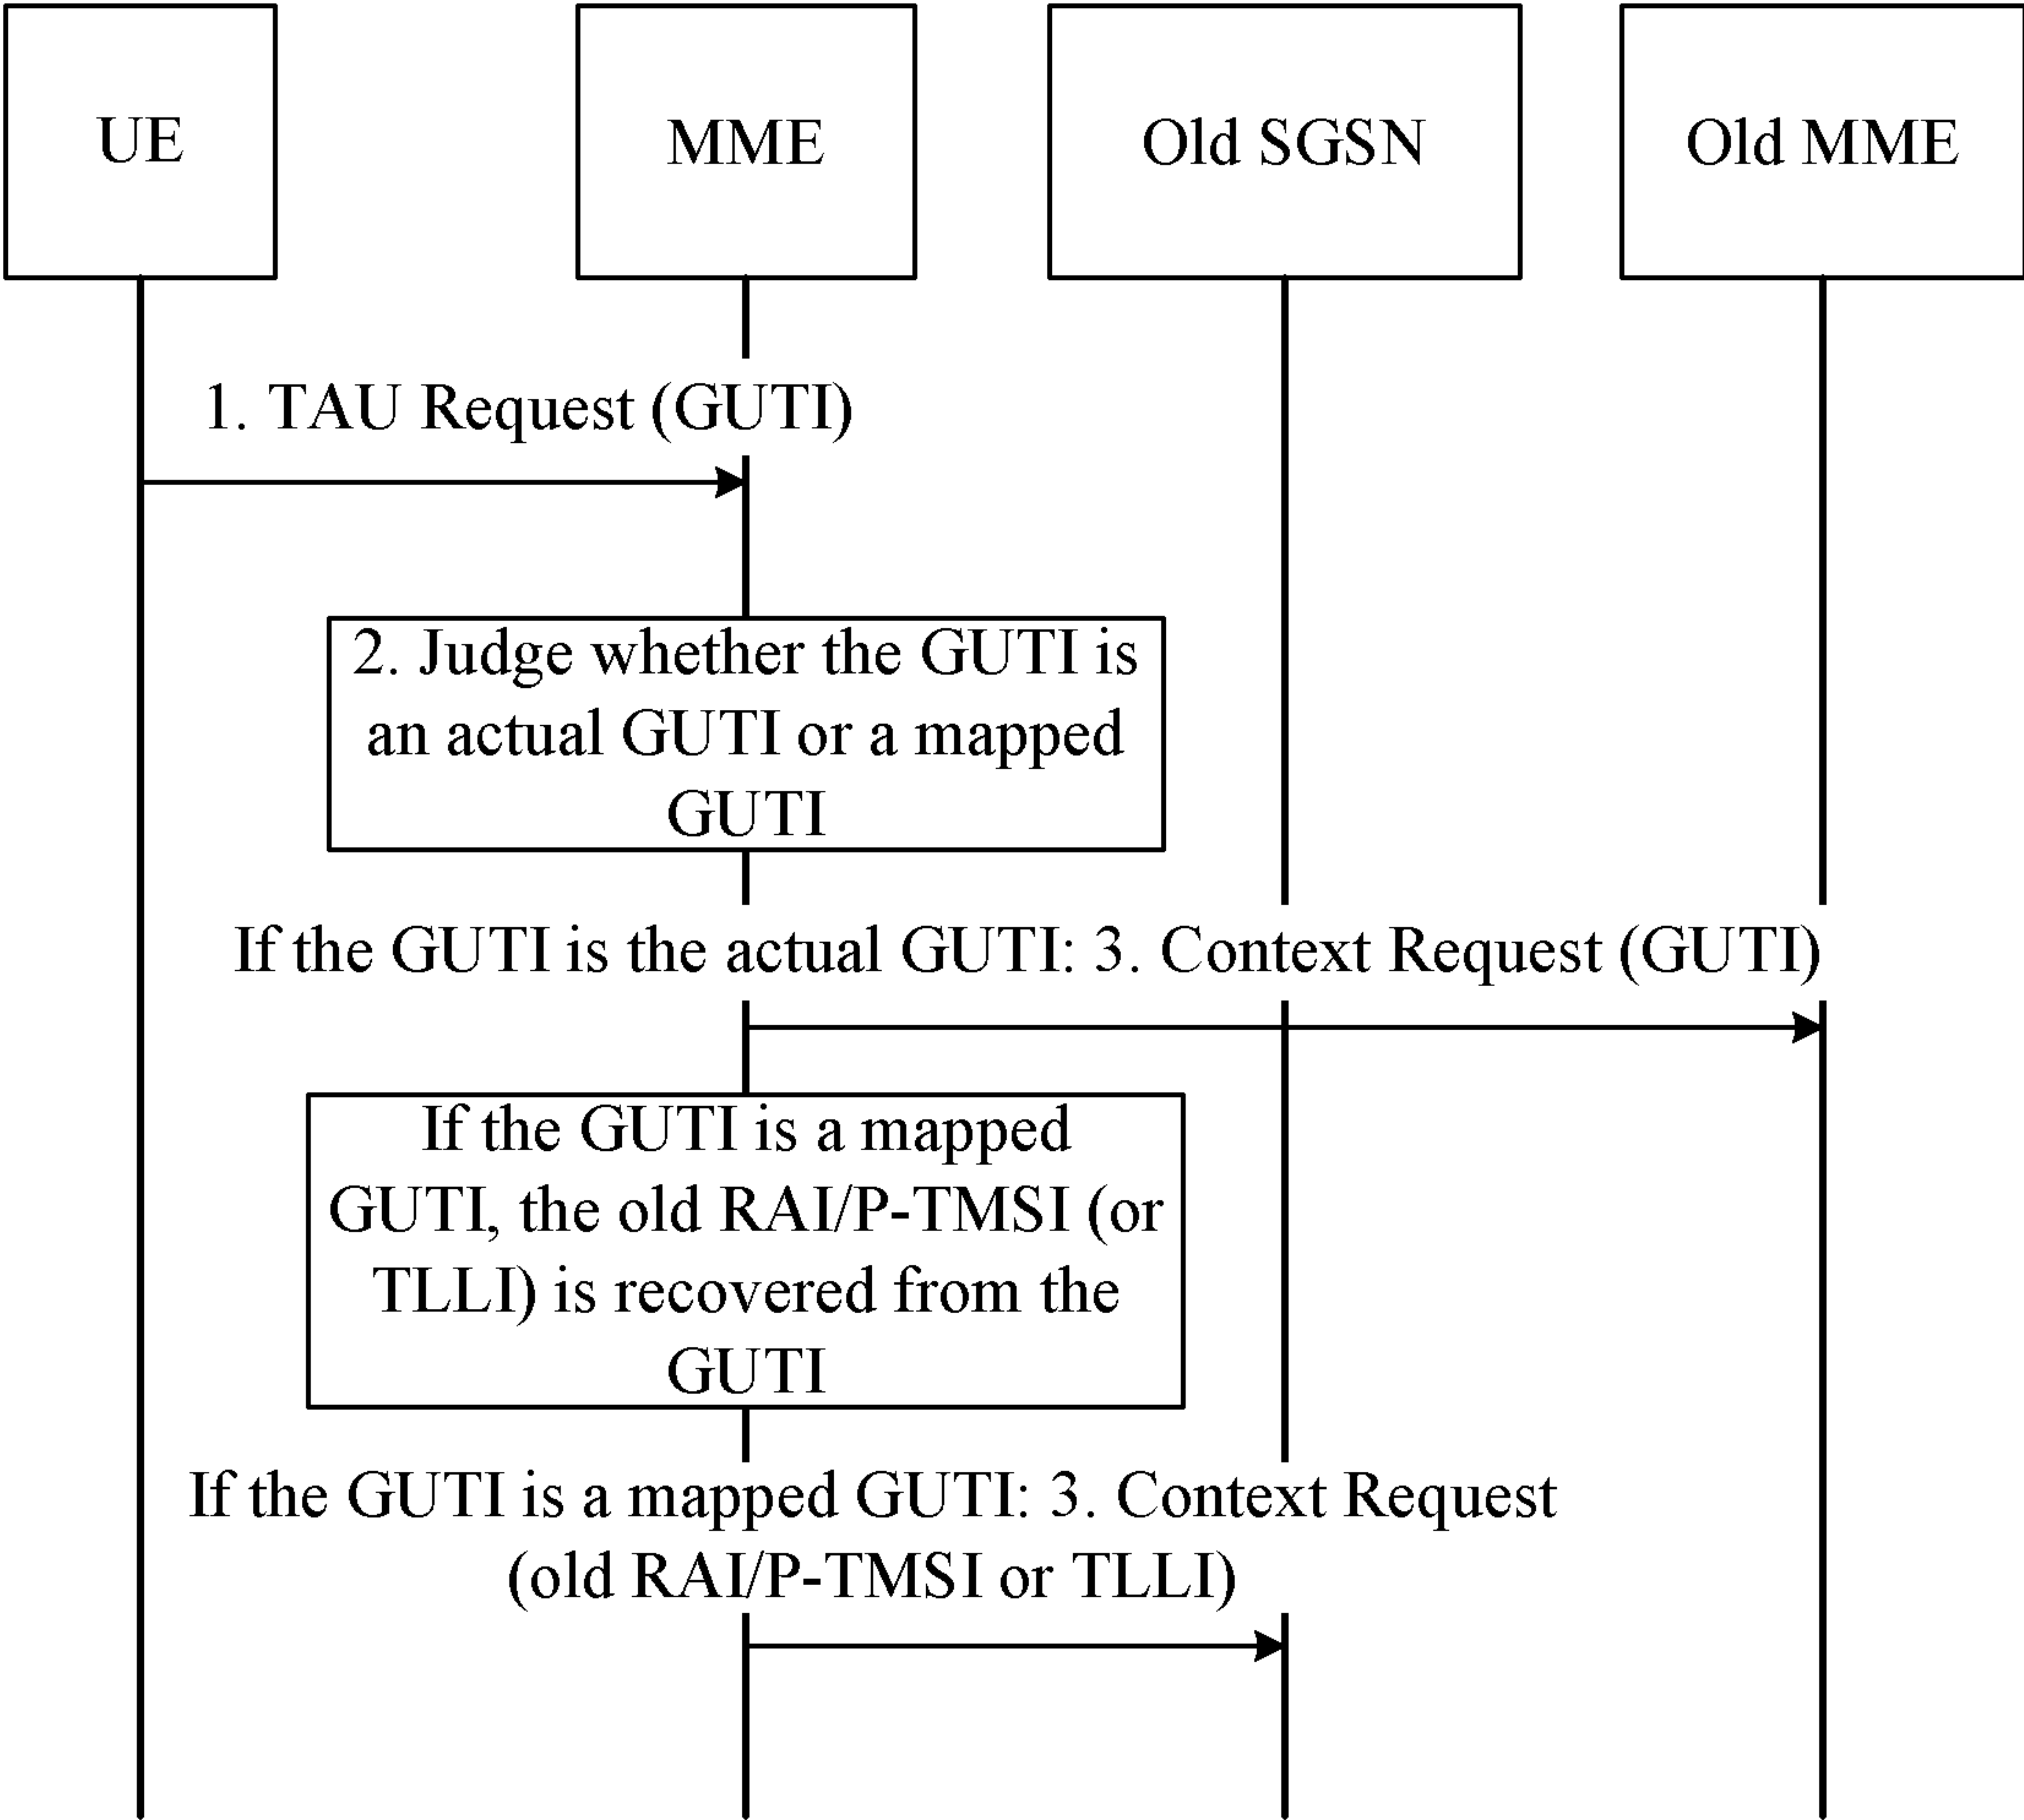 UE
MME
Old SGSN
Old MME
1. TAU Request (GUTI)
2. Judge whether the GUTI is
an actual GUTI or a mapped
GUTI
If the GUTI is the actual GUTI: 3. Context Request (GUTI)
If the GUTI is a mapped
GUTI, the old RAI/P-TMSI (or
TLLI) is recovered from the
GUTI
If the GUTI is a mapped GUTI: 3. Context Request
(old RAI/P-TMSI or TLLI)